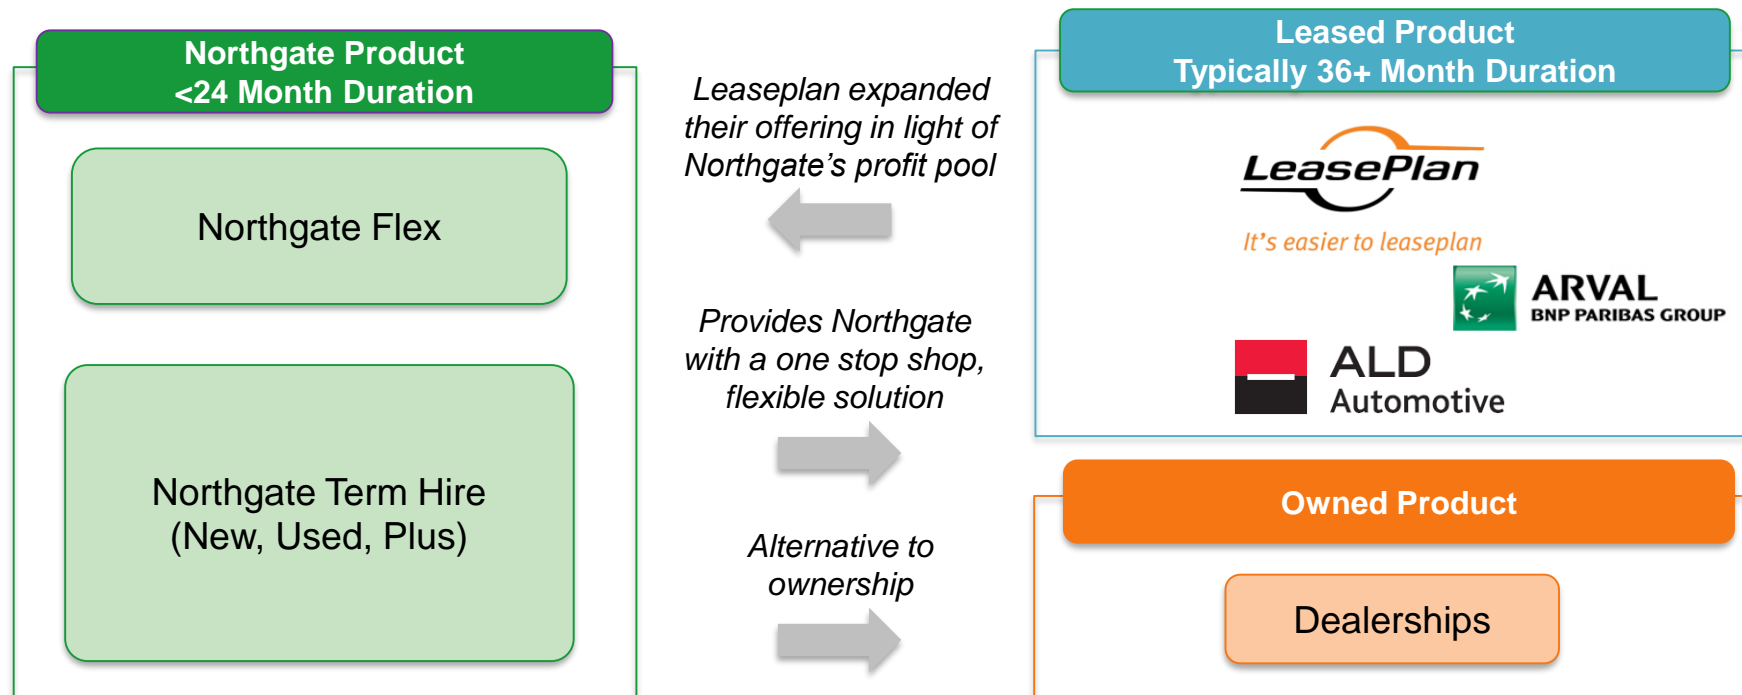 Northgate Product
<24 Month Duration
Northgate Flex
Northgate Term Hire
(New, Used, Plus)
Leaseplan expanded
their offering in light of
Northgate’s profit pool
Provides Northgate
with a one stop shop,
flexible solution
Alternative to
ownership
Leased Product
Typically 36+ Month Duration
LeasePlan
It's easier to leaseplan
ARVAL
BNP PARIBAS GROUP
ALD
Automotive
Owned Product
Dealerships